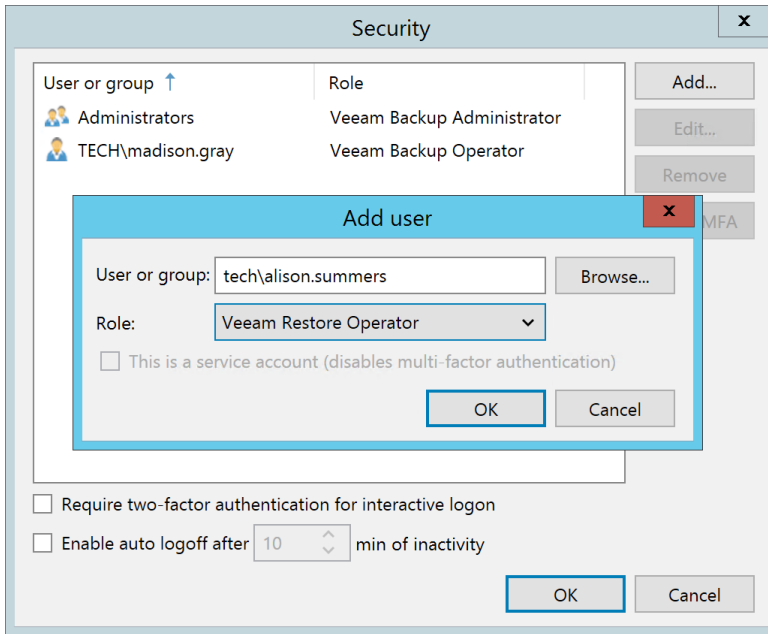 Security
x
User or group Role
Add...
Administrators Veeam Backup Administrator
Edit...
TECH\madison.gray Veeam Backup Operator
Remove
Add user
x
MFA
User or group: tech\alison.summers Browse...
Role: Veeam Restore Operator
This is a service account (disables multi-factor authentication)
OK Cancel
Require two-factor authentication for interactive logon
Enable auto logoff after 10 min of inactivity
OK Cancel